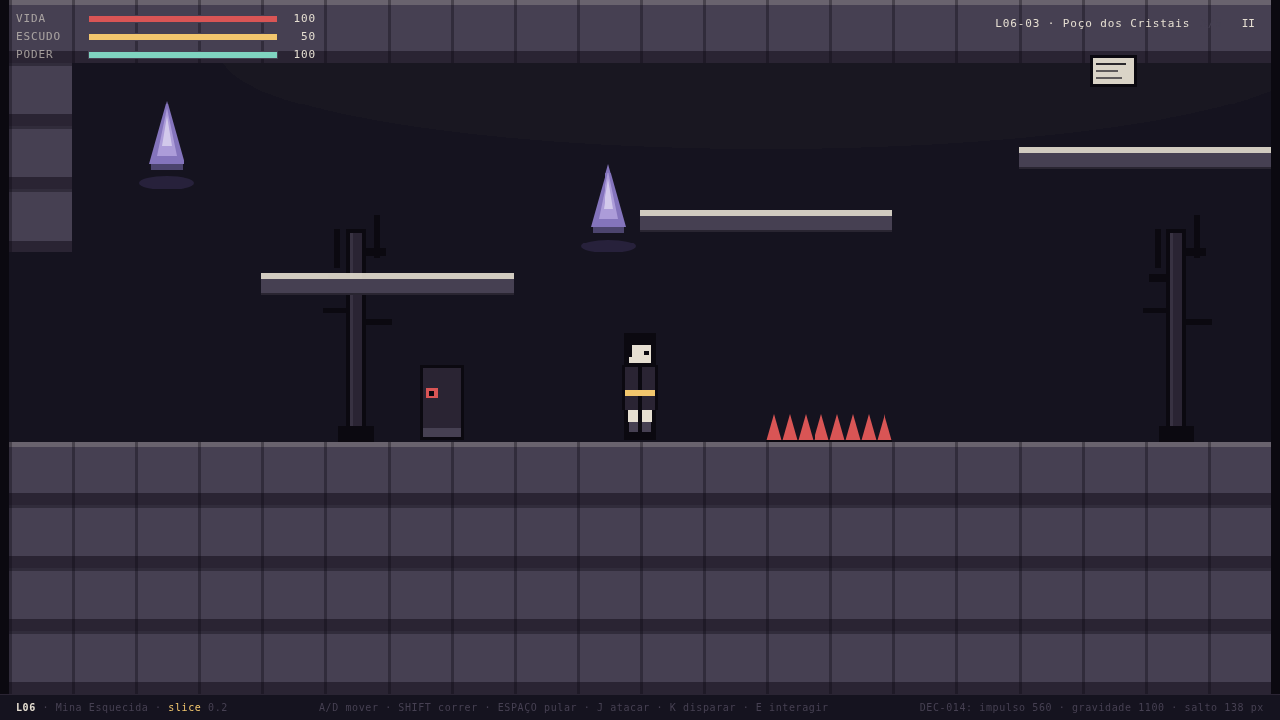 VIDA 100
ESCUDO 50
PODER 100
L06-03 · Poço dos Cristais II
L06 · Mina Esquecida · slice 0.2
A/D mover · SHIFT correr · ESPAÇO pular · J atacar · K disparar · E interagir
DEC-014: impulso 560 · gravidade 1100 · salto 138 px